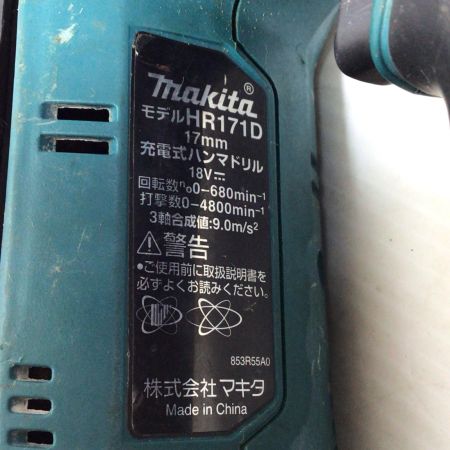 makita®
モデルHR171D
17mm
充電式ハンマドリル
18V⎓
回転数n₀0-680min⁻¹
打撃数0-4800min⁻¹
3軸合成値:9.0m/s²
⚠警告
●ご使用前に取扱説明書を
必ずよくお読みください。
853R55A0
株式会社マキタ
Made in China